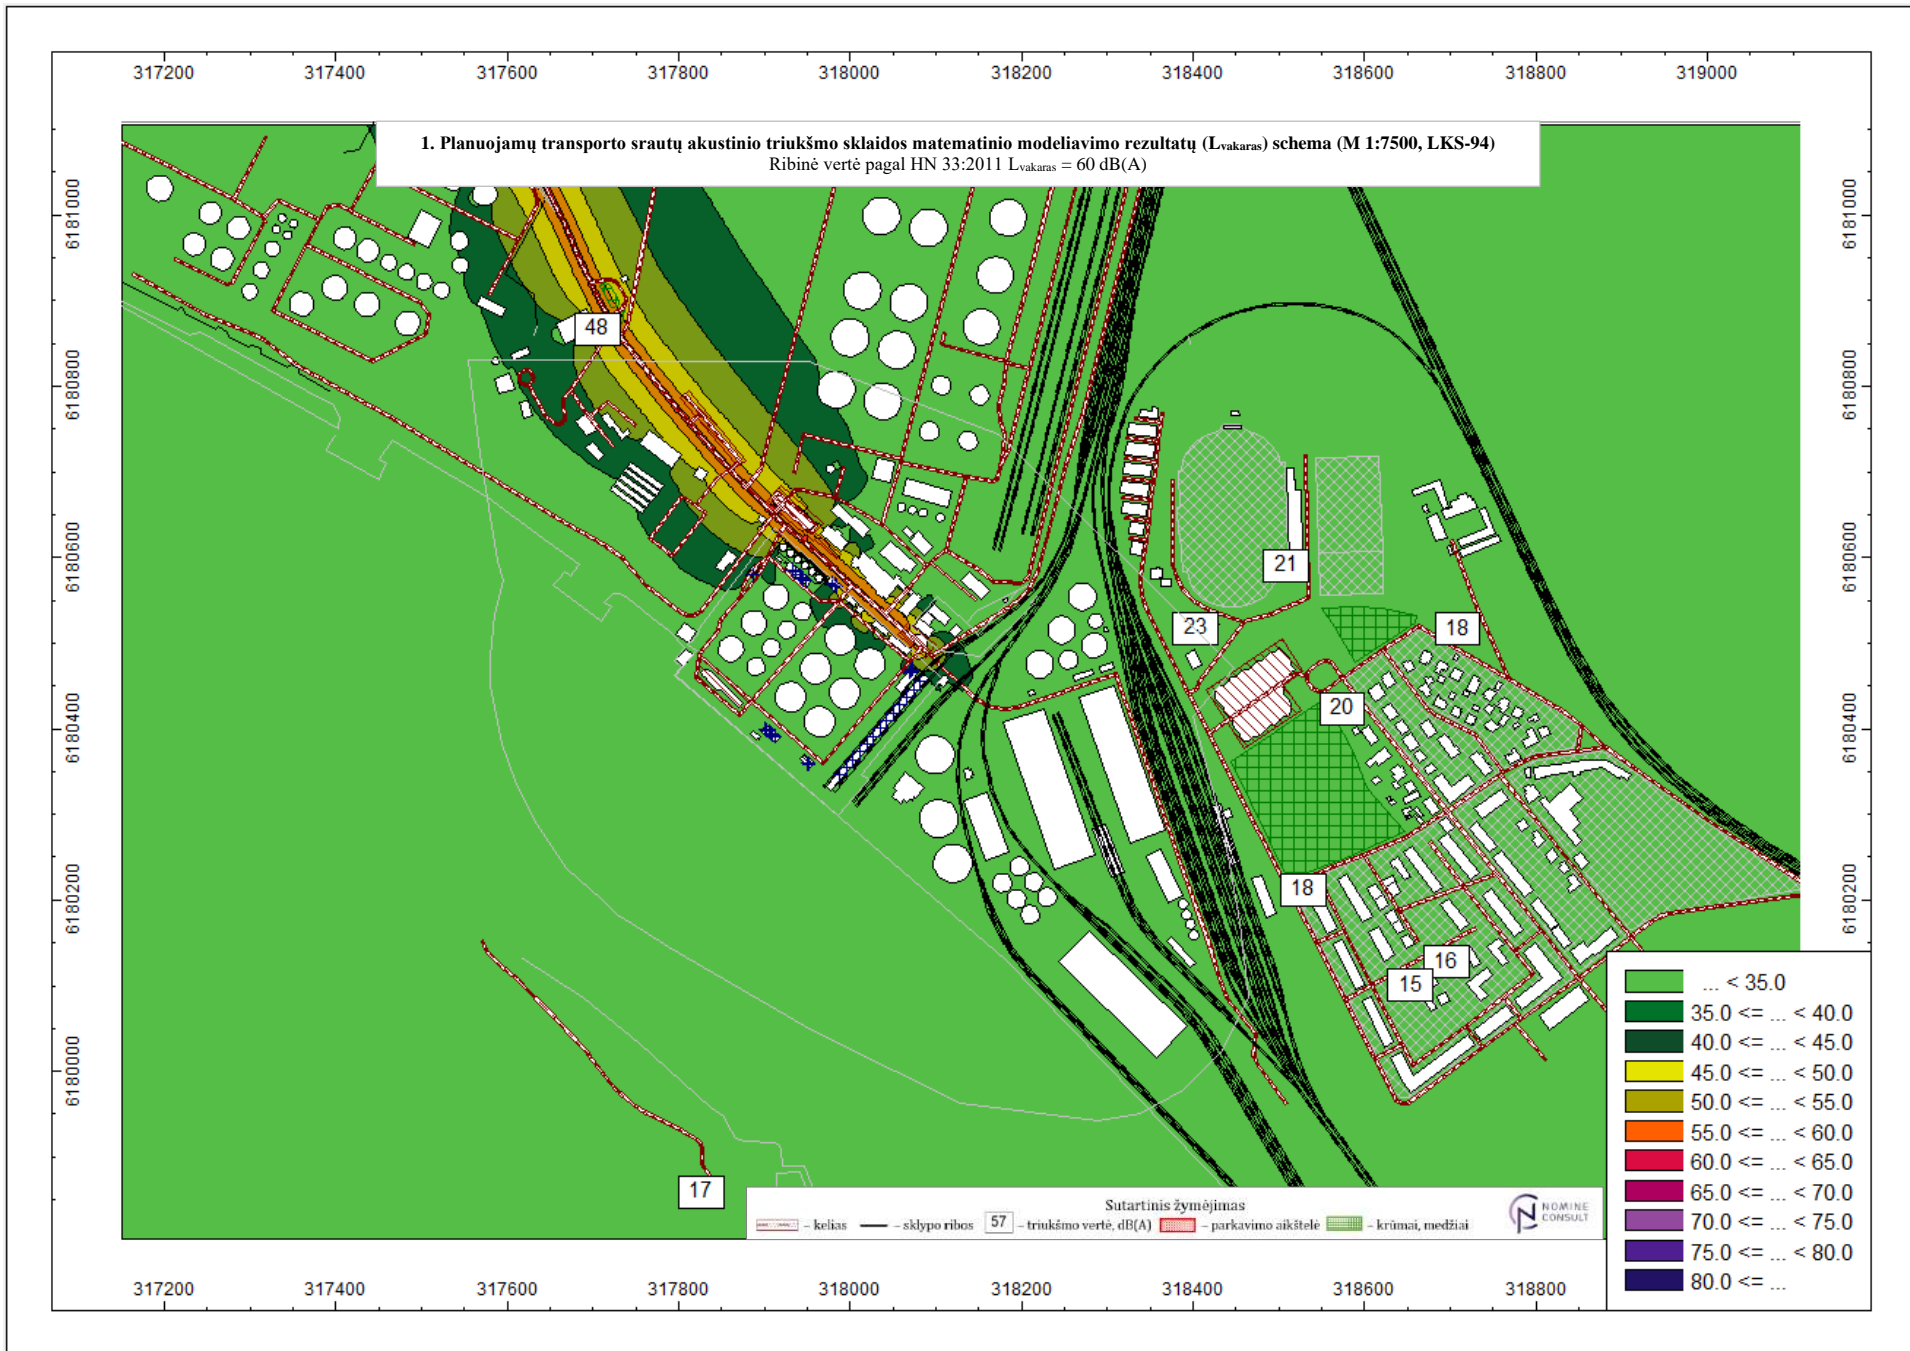 317200 317400 317600 317800 318000 318200 318400 318600 318800 319000
1. Planuojamų transporto srautų akustinio triukšmo sklaidos matematinio modeliavimo rezultatų (Lvakaras) schema (M 1:7500, LKS-94)
Ribinė vertė pagal HN 33:2011 Lvakaras = 60 dB(A)
6181000
6180800
6180600
6180400
6180200
6180000
6181000
6180800
6180600
6180400
6180200
48
21
23
18
20
18
16
15
17
... < 35.0
35.0 <= ... < 40.0
40.0 <= ... < 45.0
45.0 <= ... < 50.0
50.0 <= ... < 55.0
55.0 <= ... < 60.0
60.0 <= ... < 65.0
65.0 <= ... < 70.0
70.0 <= ... < 75.0
75.0 <= ... < 80.0
80.0 <= ...
Sutartinis žymėjimas
– kelias – sklypo ribos 57 – triukšmo vertė, dB(A) – parkavimo aikštelė – krūmai, medžiai
NOMINE
CONSULT
317200 317400 317600 317800 318000 318200 318400 318600 318800